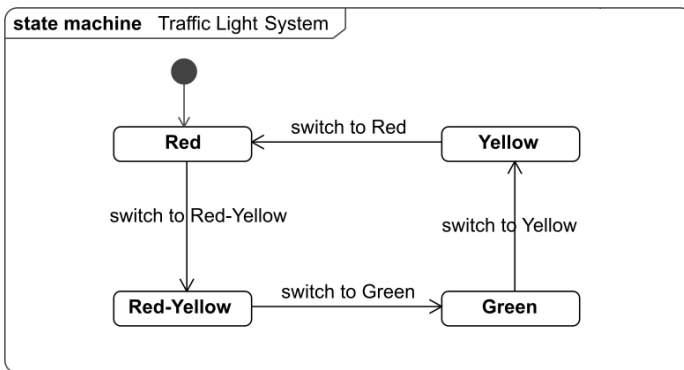 state machine Traffic Light System
switch to Red
Red
Yellow
switch to Red-Yellow
switch to Yellow
switch to Green
Red-Yellow
Green